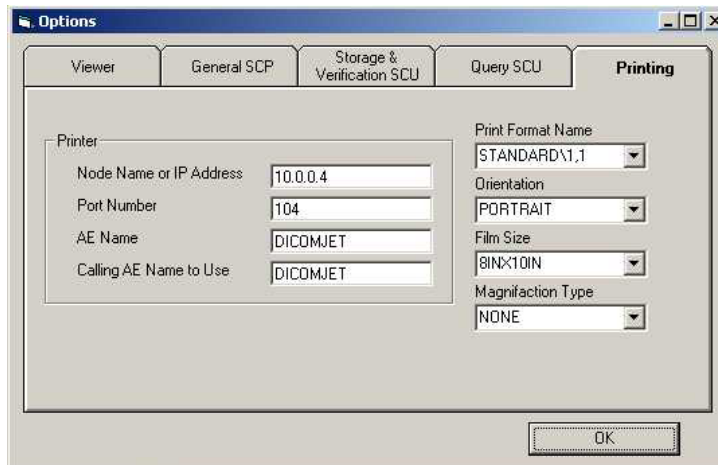 Options
Viewer
General SCP
Storage &
Verification SCU
Query SCU
Printing
Printer
Node Name or IP Address 10.0.0.4
Port Number 104
AE Name DICOMJET
Calling AE Name to Use DICOMJET
Print Format Name
STANDARD\1,1
Orientation
PORTRAIT
Film Size
8INX10IN
Magnifaction Type
NONE
OK